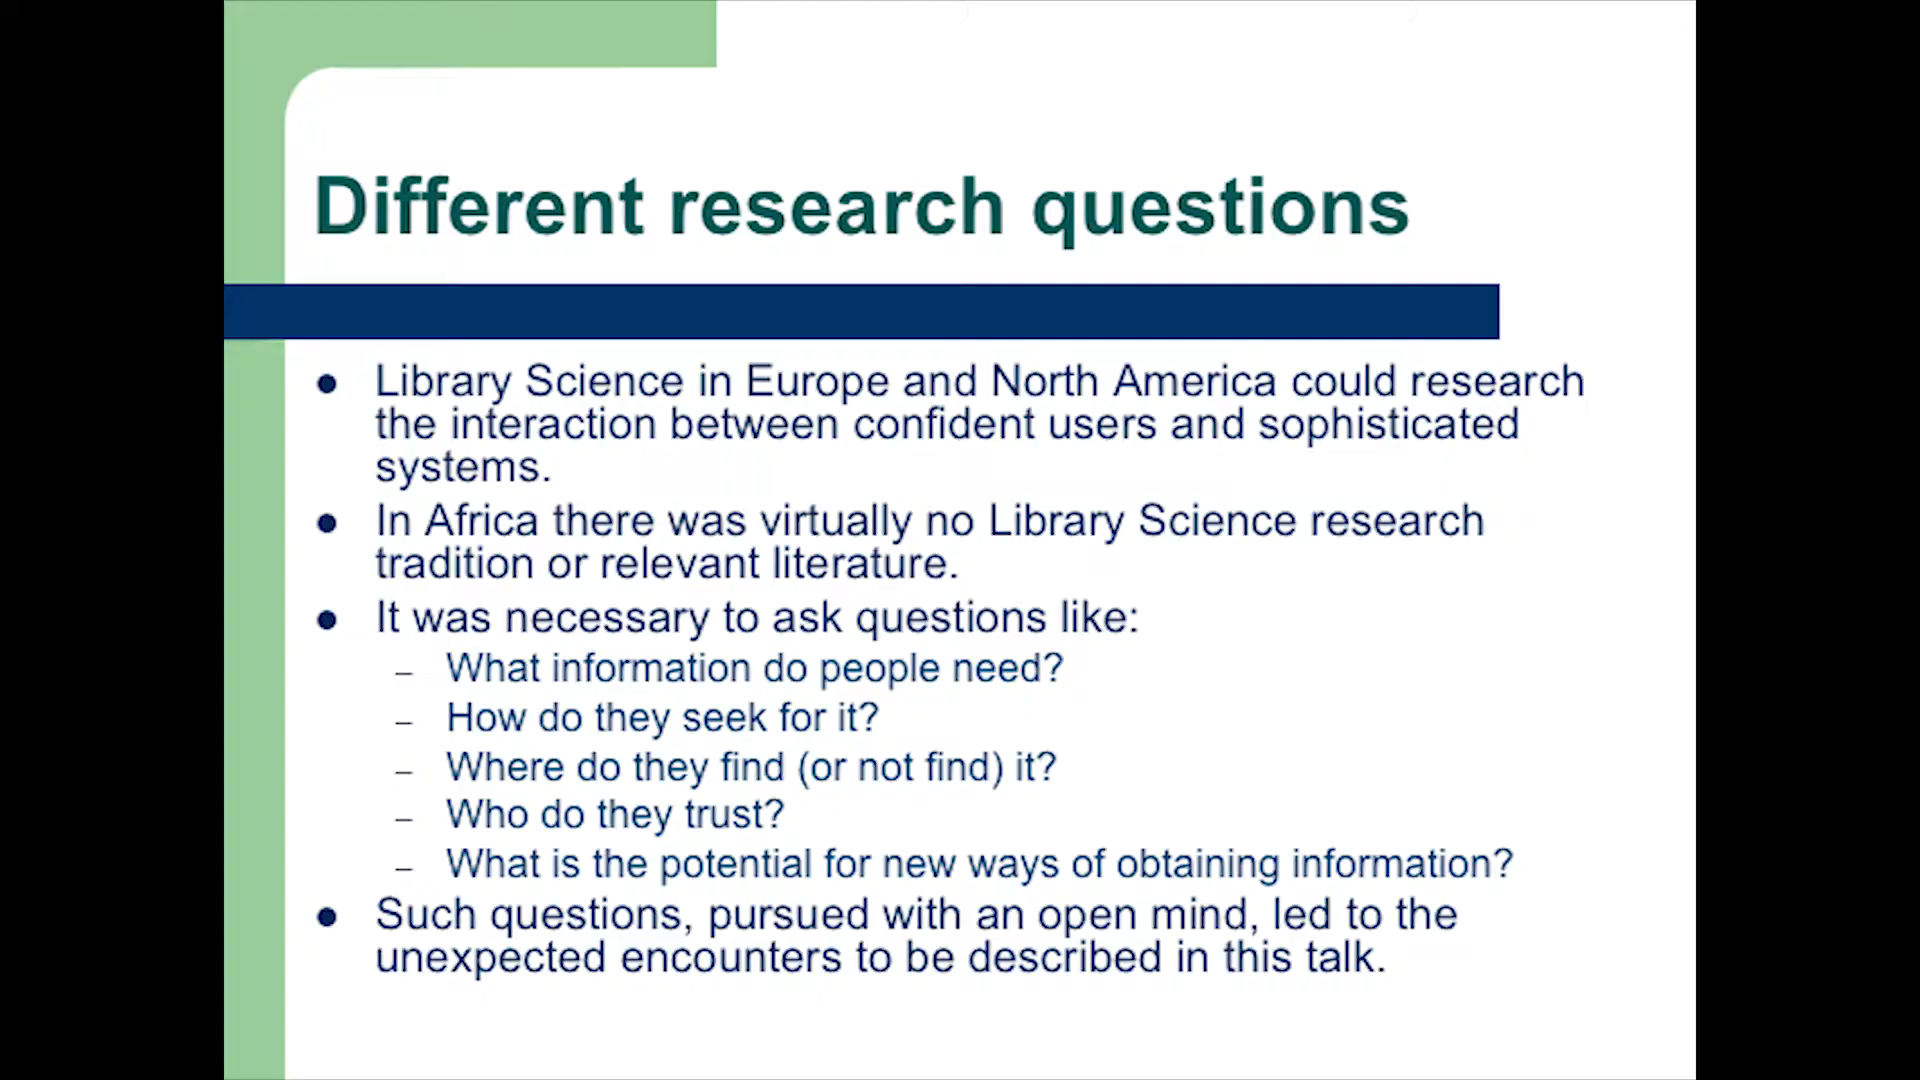 Different research questions
● Library Science in Europe and North America could research
the interaction between confident users and sophisticated
systems.
● In Africa there was virtually no Library Science research
tradition or relevant literature.
● It was necessary to ask questions like:
– What information do people need?
– How do they seek for it?
– Where do they find (or not find) it?
– Who do they trust?
– What is the potential for new ways of obtaining information?
● Such questions, pursued with an open mind, led to the
unexpected encounters to be described in this talk.